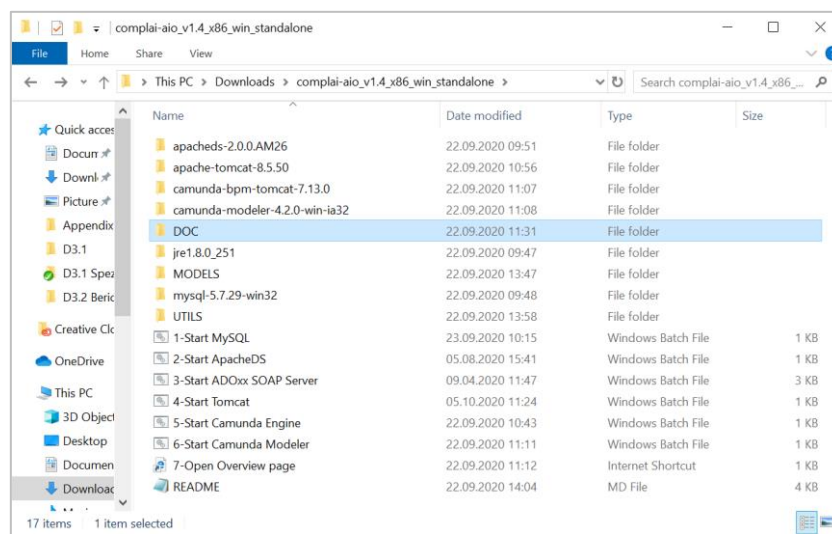 complai-aio_v1.4_x86_win_standalone
File Home Share View
This PC > Downloads > complai-aio_v1.4_x86_win_standalone > Search complai-aio_v1.4_x86_...
Name Date modified Type Size
Quick acces
Docum
Downl
Picture
Appendix
D3.1
D3.1 Spez
D3.2 Beric
Creative Clo
OneDrive
This PC
3D Object
Desktop
Documen
Downloac
apacheds-2.0.0.AM26 22.09.2020 09:51 File folder
apache-tomcat-8.5.50 22.09.2020 10:56 File folder
camunda-bpm-tomcat-7.13.0 22.09.2020 11:07 File folder
camunda-modeler-4.2.0-win-ia32 22.09.2020 11:08 File folder
DOC 22.09.2020 11:31 File folder
jre1.8.0_251 22.09.2020 09:47 File folder
MODELS 22.09.2020 13:47 File folder
mysql-5.7.29-win32 22.09.2020 09:48 File folder
UTILS 22.09.2020 13:58 File folder
1-Start MySQL 23.09.2020 10:15 Windows Batch File 1 KB
2-Start ApacheDS 05.08.2020 15:41 Windows Batch File 1 KB
3-Start ADOxx SOAP Server 09.04.2020 11:47 Windows Batch File 3 KB
4-Start Tomcat 05.10.2020 11:24 Windows Batch File 1 KB
5-Start Camunda Engine 22.09.2020 10:43 Windows Batch File 1 KB
6-Start Camunda Modeler 22.09.2020 11:11 Windows Batch File 1 KB
7-Open Overview page 22.09.2020 11:12 Internet Shortcut 1 KB
README 22.09.2020 14:04 MD File 4 KB
17 items 1 item selected